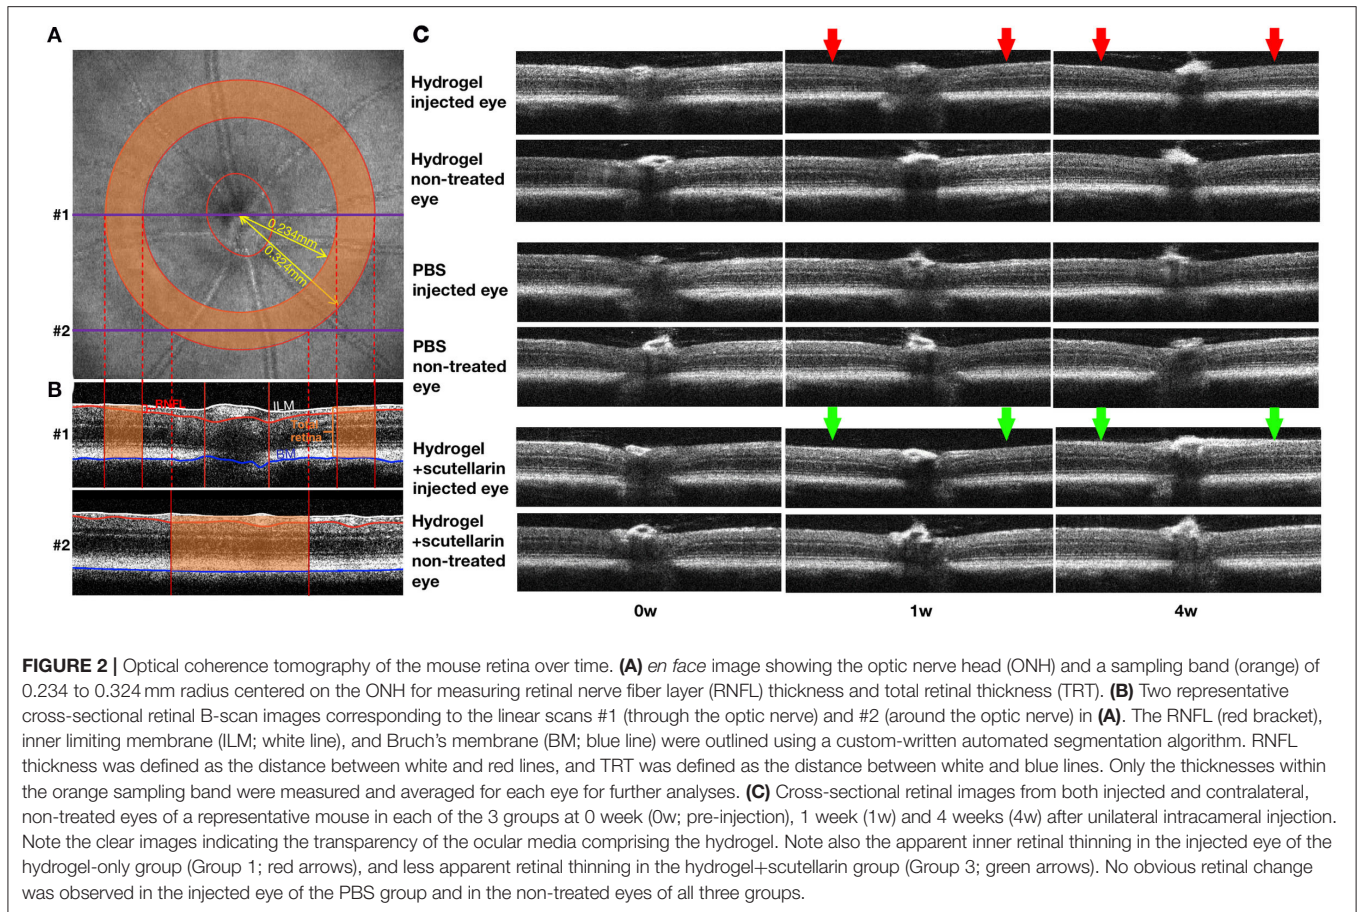 A
#1
0.234mm
0.324mm
#2
B
RNFL
ILM
Total
retina
BM
#1
#2
C
Hydrogel
injected eye
Hydrogel
non-treated
eye
PBS
injected eye
PBS
non-treated
eye
Hydrogel
+scutellarin
injected eye
Hydrogel
+scutellarin
non-treated
eye
0w
1w
4w
FIGURE 2 | Optical coherence tomography of the mouse retina over time. (A) en face image showing the optic nerve head (ONH) and a sampling band (orange) of
0.234 to 0.324 mm radius centered on the ONH for measuring retinal nerve fiber layer (RNFL) thickness and total retinal thickness (TRT). (B) Two representative
cross-sectional retinal B-scan images corresponding to the linear scans #1 (through the optic nerve) and #2 (around the optic nerve) in (A). The RNFL (red bracket),
inner limiting membrane (ILM; white line), and Bruch's membrane (BM; blue line) were outlined using a custom-written automated segmentation algorithm. RNFL
thickness was defined as the distance between white and red lines, and TRT was defined as the distance between white and blue lines. Only the thicknesses within
the orange sampling band were measured and averaged for each eye for further analyses. (C) Cross-sectional retinal images from both injected and contralateral,
non-treated eyes of a representative mouse in each of the 3 groups at 0 week (0w; pre-injection), 1 week (1w) and 4 weeks (4w) after unilateral intracameral injection.
Note the clear images indicating the transparency of the ocular media comprising the hydrogel. Note also the apparent inner retinal thinning in the injected eye of the
hydrogel-only group (Group 1; red arrows), and less apparent retinal thinning in the hydrogel+scutellarin group (Group 3; green arrows). No obvious retinal change
was observed in the injected eye of the PBS group and in the non-treated eyes of all three groups.